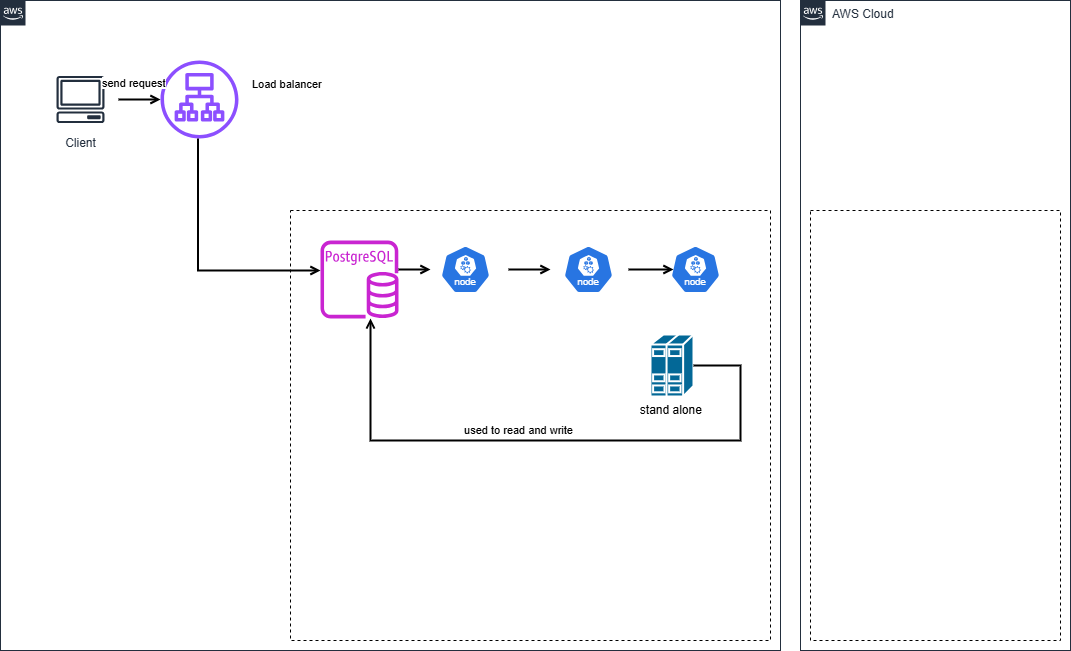 aws
aws
AWS Cloud
send request
Load balancer
Client
PostgreSQL
node
node
node
stand alone
used to read and write